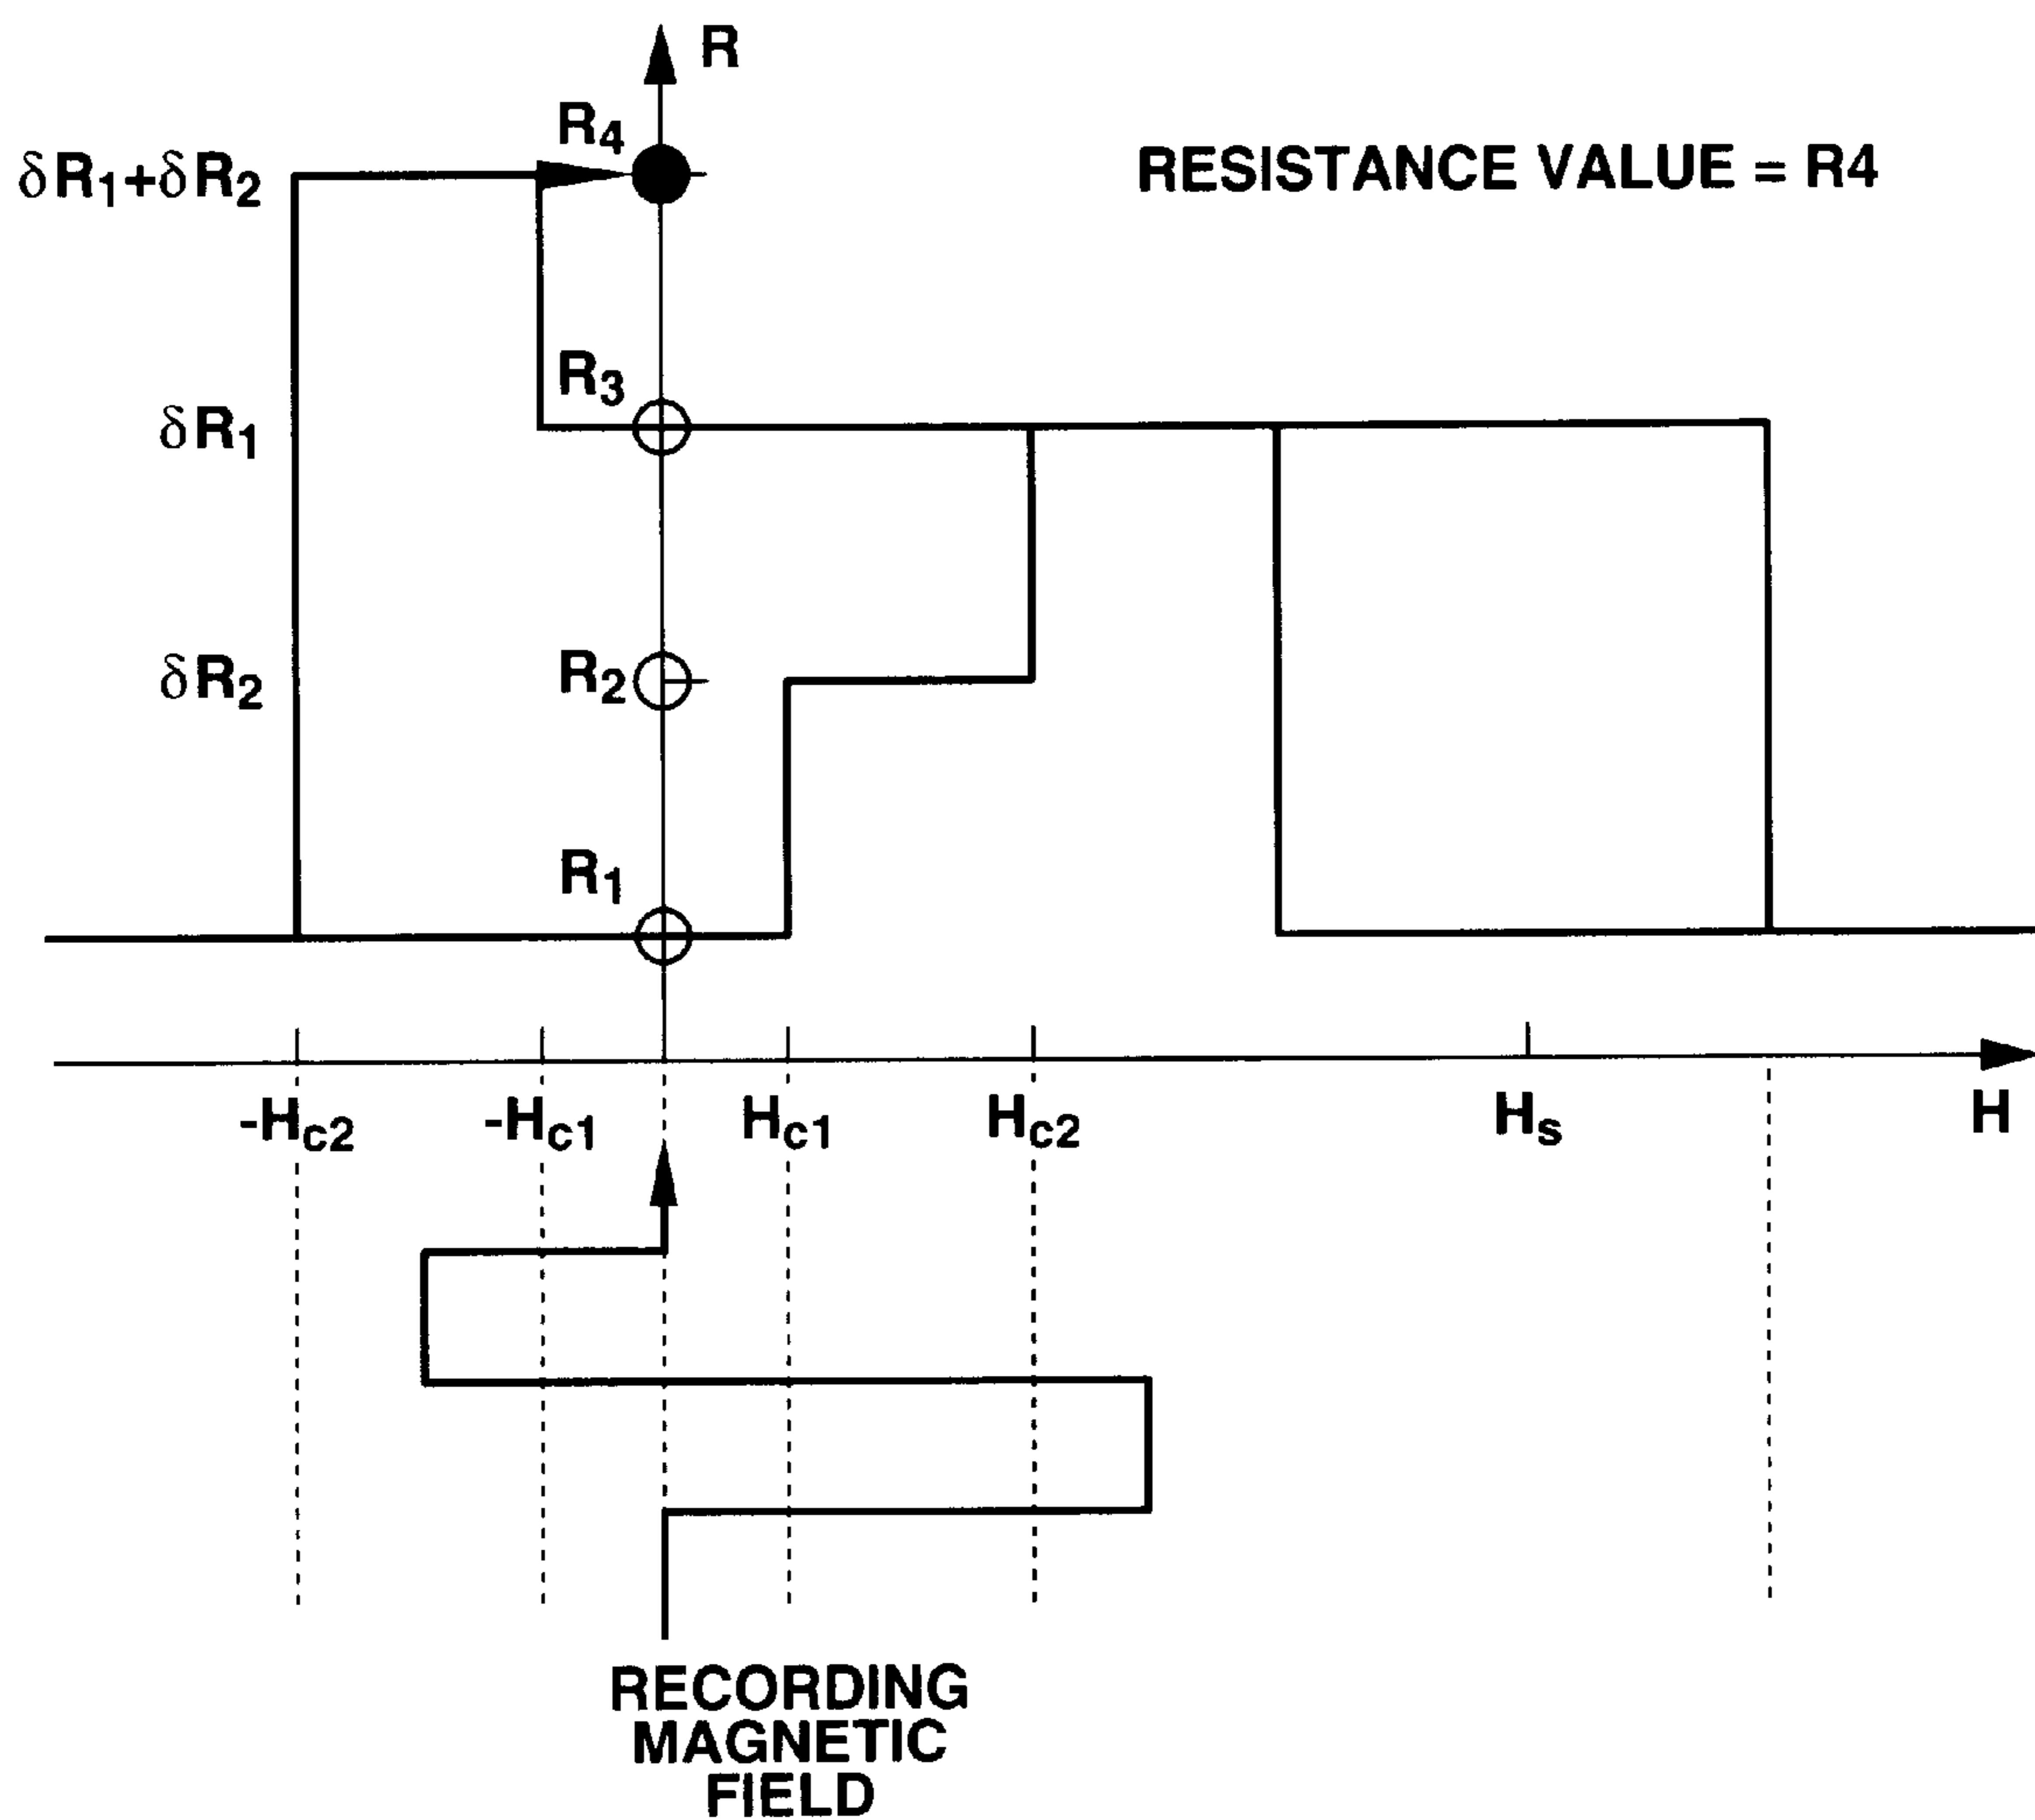 R
R4
δR1+δR2
RESISTANCE VALUE = R4
R3
δR1
R2
δR2
R1
-Hc2
-Hc1
Hc1
Hc2
Hs
H
RECORDING
MAGNETIC
FIELD